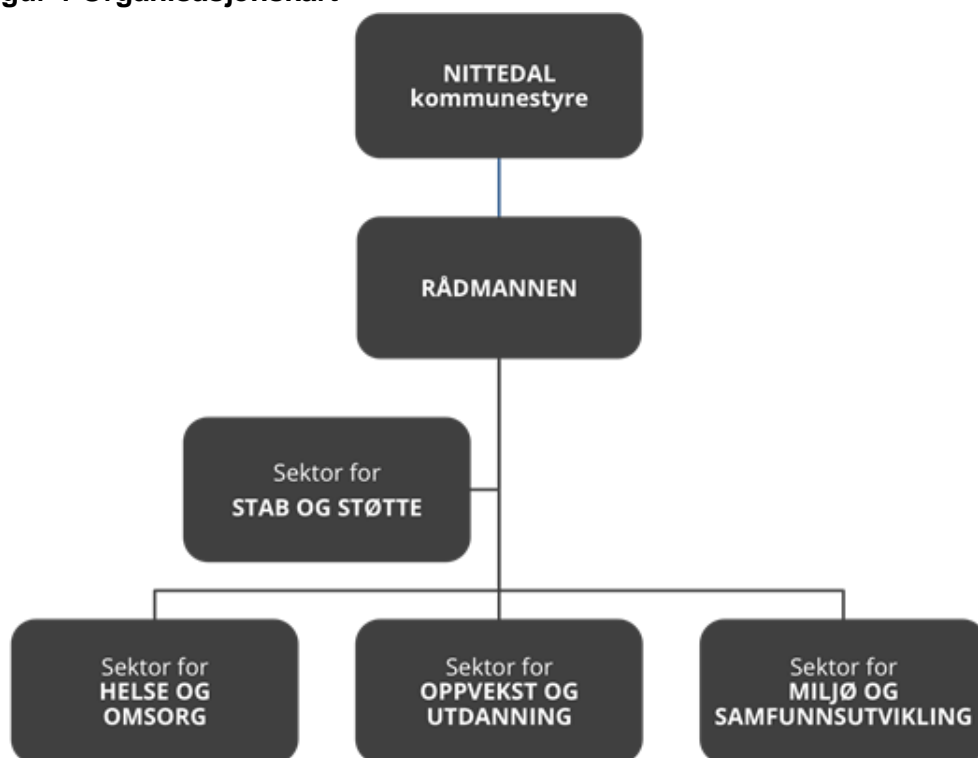 NITTEDAL
kommunestyre
RÅDMANNEN
Sektor for
STAB OG STØTTE
Sektor for
HELSE OG
OMSORG
Sektor for
OPPVEKST OG
UTDANNING
Sektor for
MILJØ OG
SAMFUNNSUTVIKLING